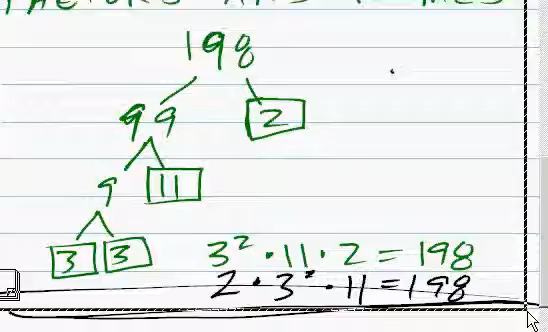 198
99 2
9 11
3 3
3² · 11 · 2 = 198
2 · 3² · 11 = 198